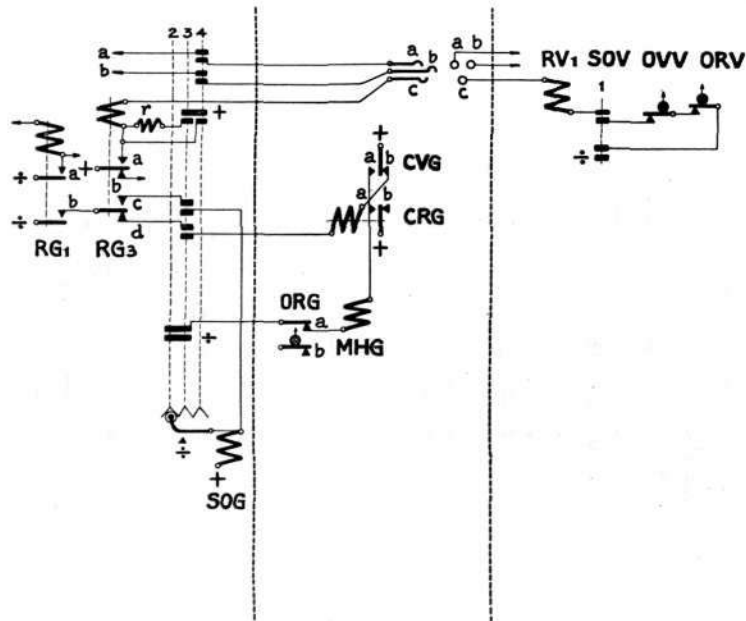 2 3 4
a
b
a b
a b
c
c
RV1 SOV OVV ORV
1
r
+
÷
÷ a + a
b
b c
÷
d
RG1 RG3
a b CVG
+
a b CRG
+
ORG
a
b MHG
÷
÷
+
SOG